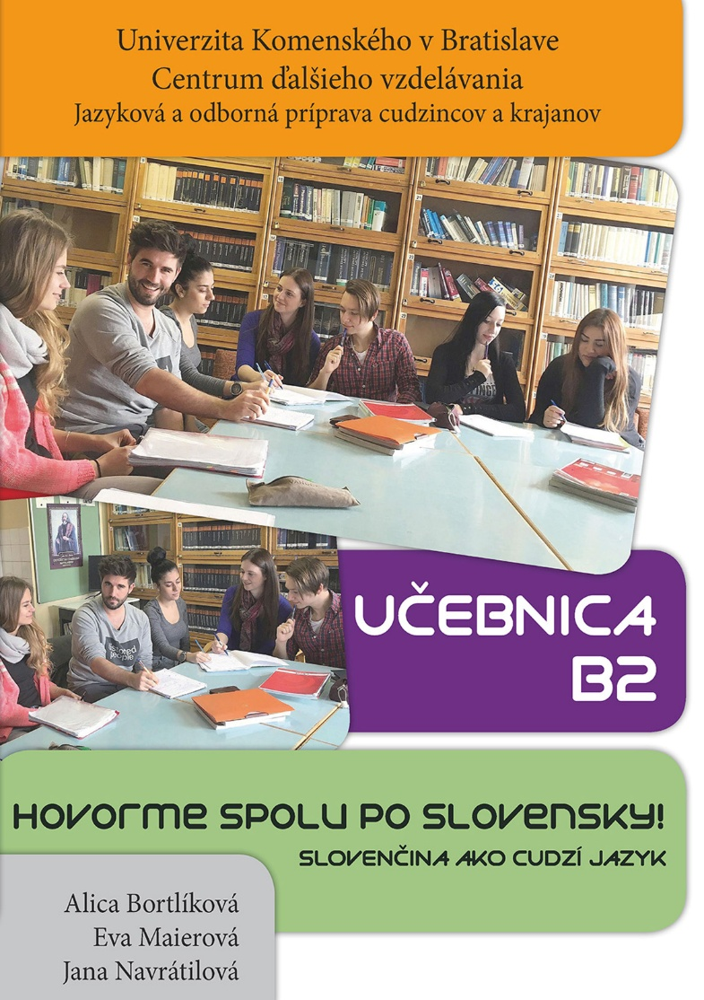 Univerzita Komenského v Bratislave
Centrum ďalšieho vzdelávania
Jazyková a odborná príprava cudzincov a krajanov
UČEBNICA
B2
HOVORME SPOLU PO SLOVENSKY!
SLOVENČINA AKO CUDZÍ JAZYK
Alica Bortlíková
Eva Maierová
Jana Navrátilová